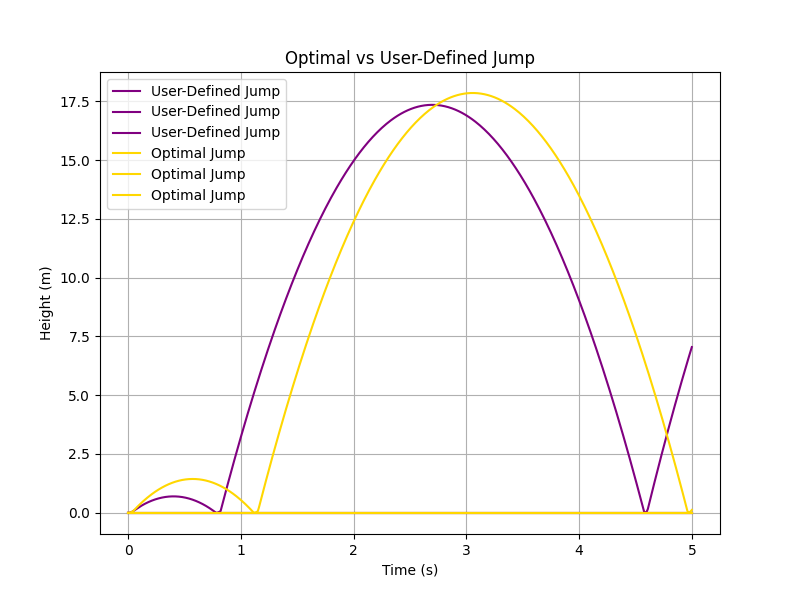 Optimal vs User-Defined Jump
User-Defined Jump
User-Defined Jump
User-Defined Jump
Optimal Jump
Optimal Jump
Optimal Jump
Height (m)
17.5
15.0
12.5
10.0
7.5
5.0
2.5
0.0
0 1 2 3 4 5
Time (s)